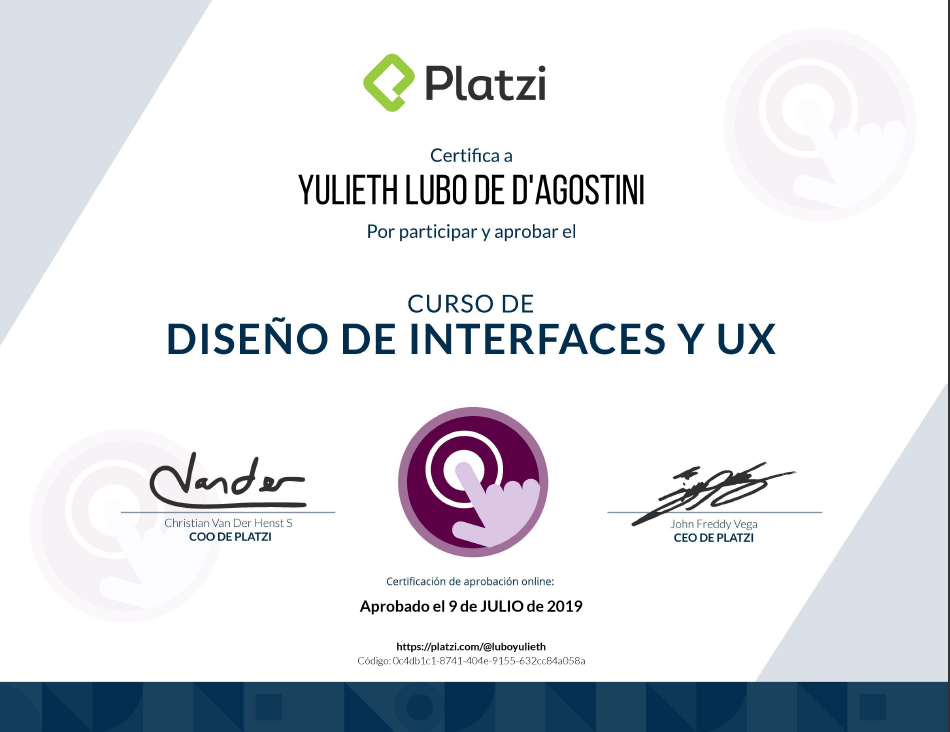 Platzi
Certifica a
YULIETH LUBO DE D'AGOSTINI
Por participar y aprobar el
CURSO DE
DISEÑO DE INTERFACES Y UX
Vander
Christian Van Der Henst S
COO DE PLATZI
John Freddy Vega
CEO DE PLATZI
Certificación de aprobación online:
Aprobado el 9 de JULIO de 2019
https://platzi.com/@luboyulieth
Código: 0c4db1c1-8741-404e-9155-632cc84a058a